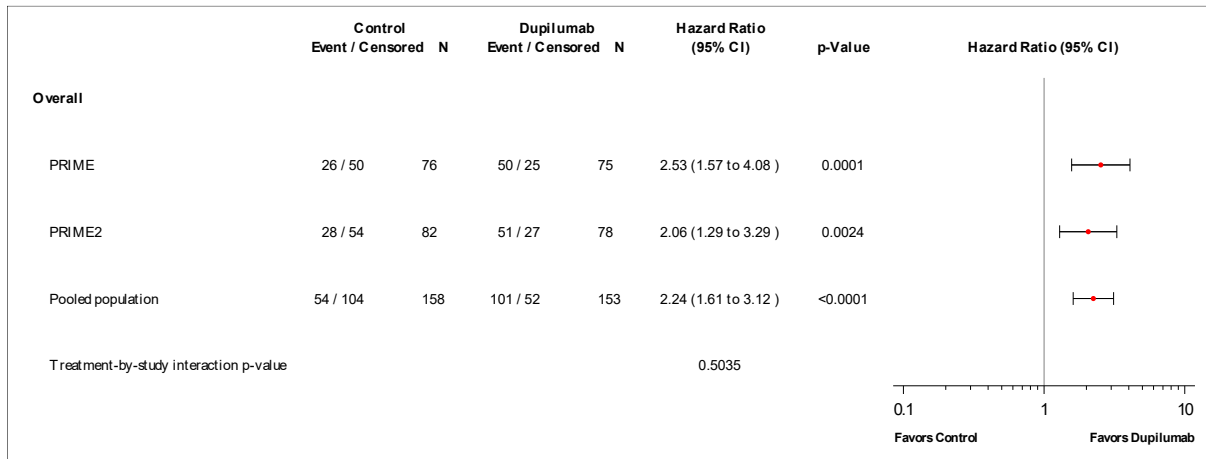 Control Dupilumab Hazard Ratio
Event / Censored N Event / Censored N (95% CI) p-Value Hazard Ratio (95% CI)
Overall
PRIME 26 / 50 76 50 / 25 75 2.53 (1.57 to 4.08 ) 0.0001
PRIME2 28 / 54 82 51 / 27 78 2.06 (1.29 to 3.29 ) 0.0024
Pooled population 54 / 104 158 101 / 52 153 2.24 (1.61 to 3.12 ) <0.0001
Treatment-by-study interaction p-value 0.5035
0.1 1 10
Favors Control Favors Dupilumab